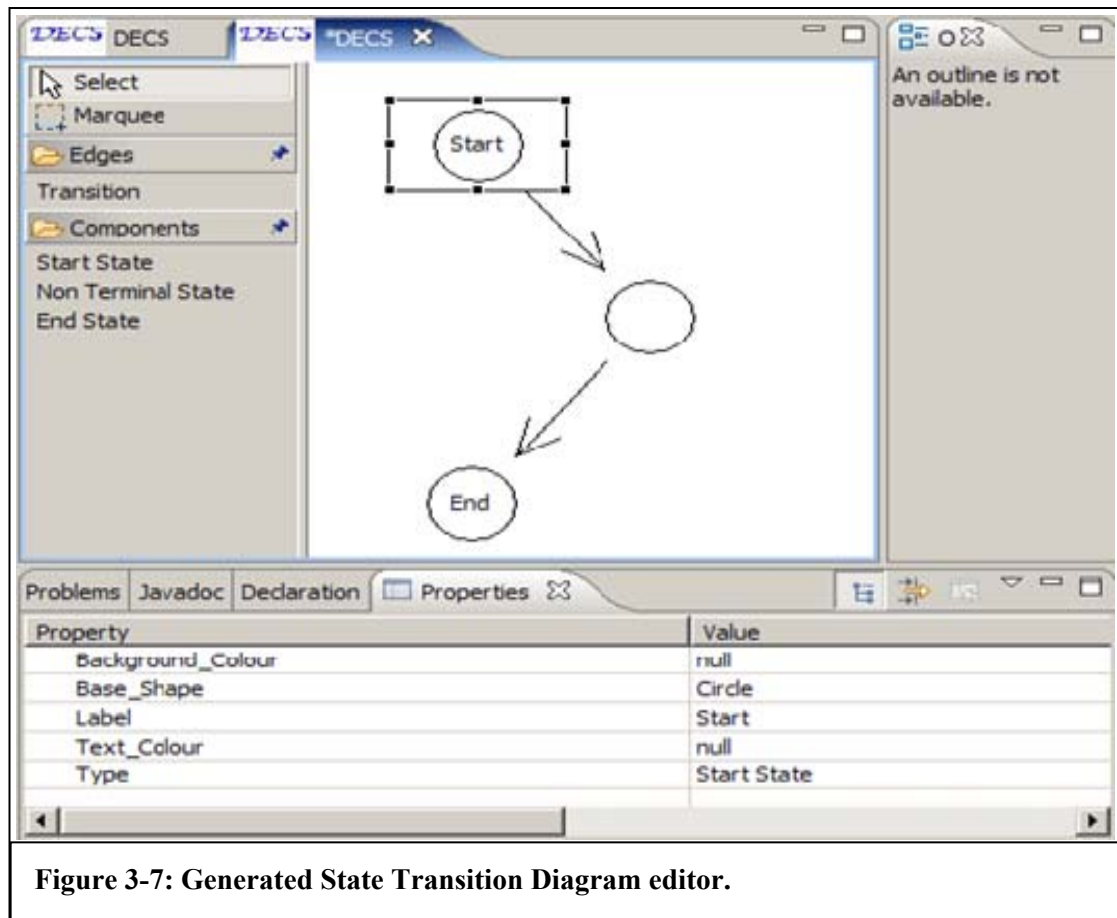 DECS DECS DECS *DECS
Select
Marquee
Edges
Transition
Components
Start State
Non Terminal State
End State
Start
End
O
An outline is not
available.
Problems Javadoc Declaration Properties
Property Value
Background_Colour null
Base_Shape Circle
Label Start
Text_Colour null
Type Start State
Figure 3-7: Generated State Transition Diagram editor.